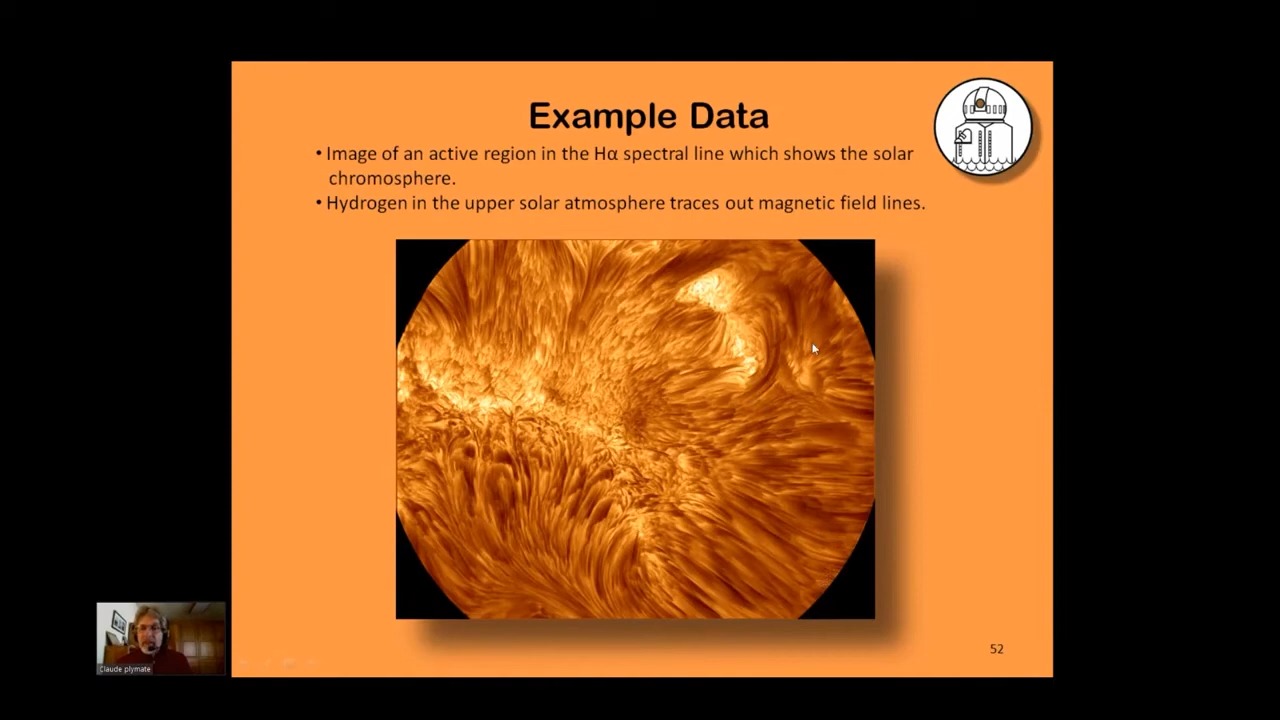 Example Data
• Image of an active region in the Hα spectral line which shows the solar
chromosphere.
• Hydrogen in the upper solar atmosphere traces out magnetic field lines.
52
Claude plymate